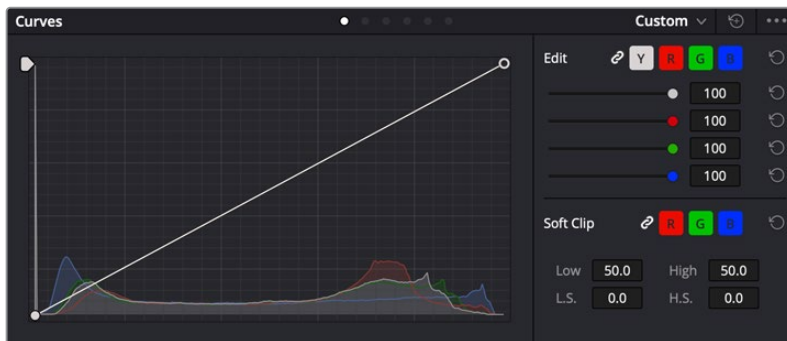 Curves Custom
Edit Y R G B
100
100
100
100
Soft Clip R G B
Low 50.0 High 50.0
L.S. 0.0 H.S. 0.0